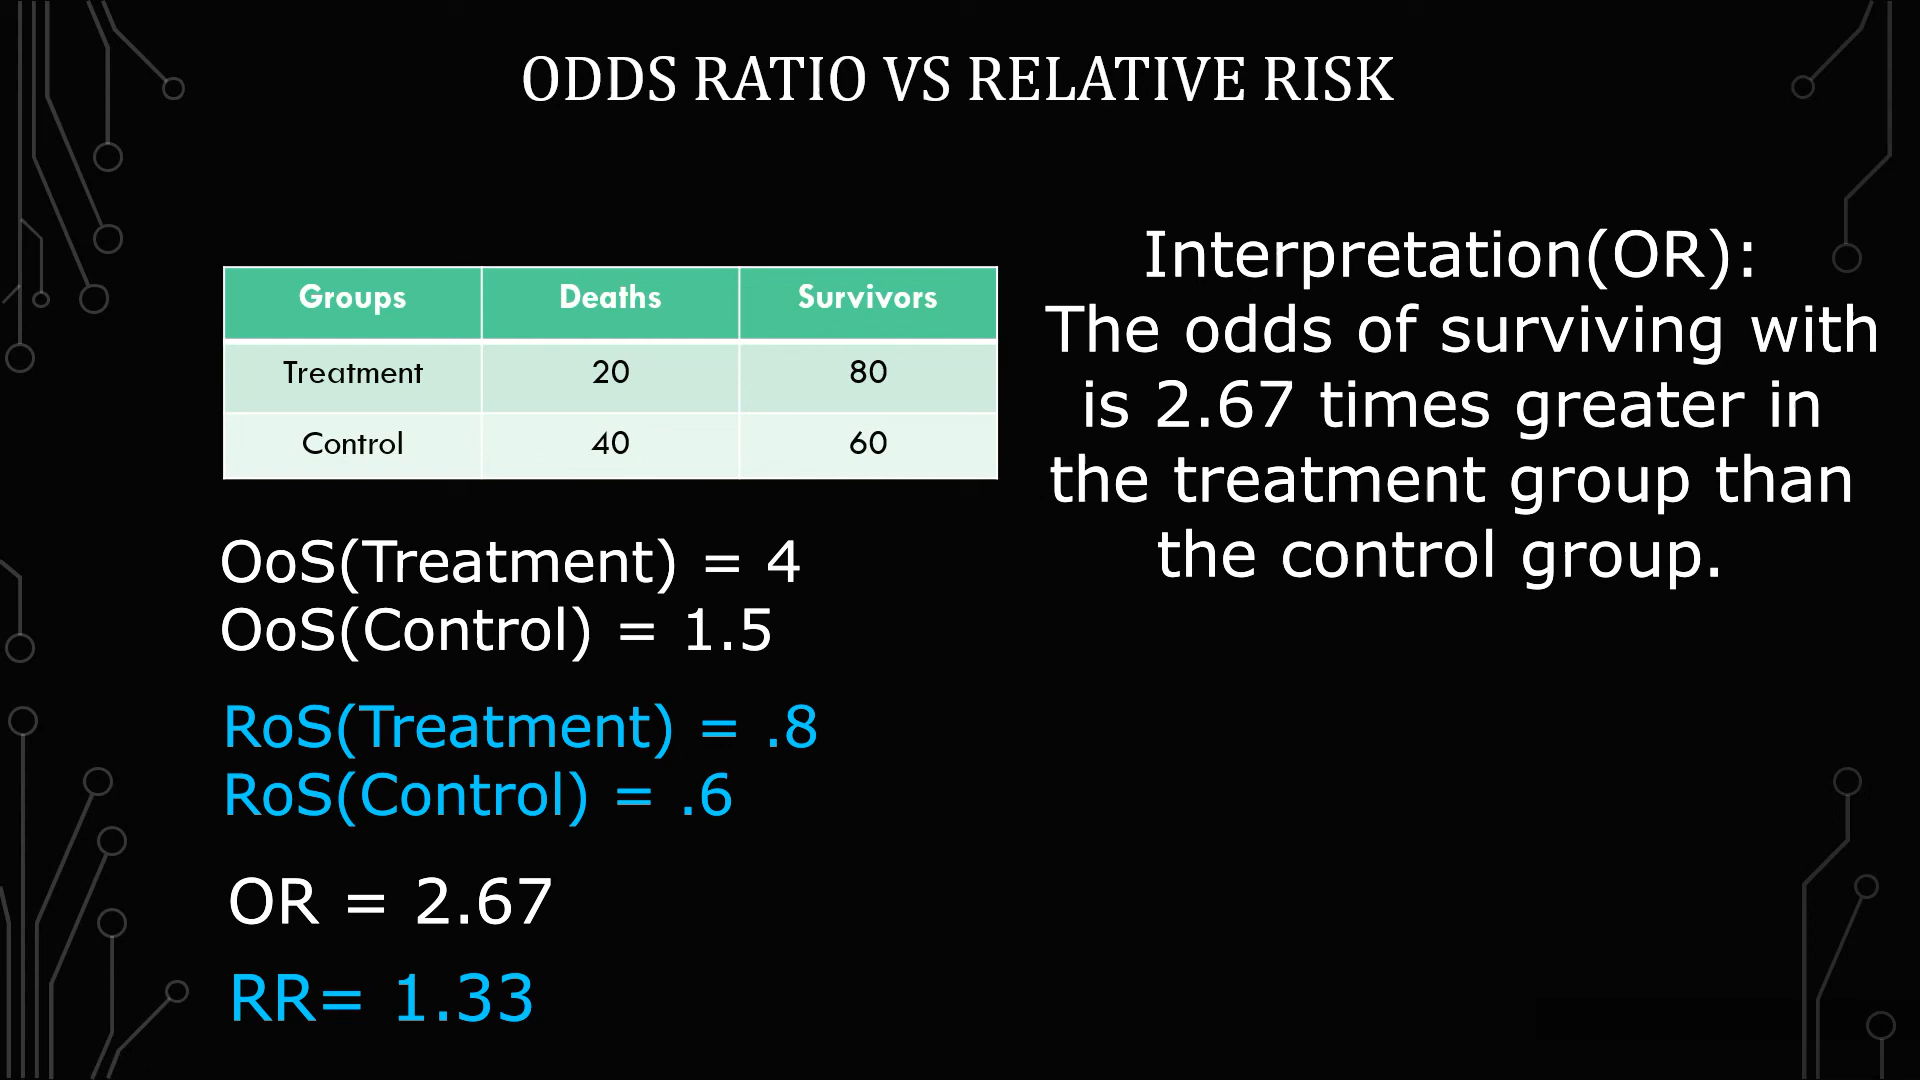 ODDS RATIO VS RELATIVE RISK
Groups Deaths Survivors
Treatment 20 80
Control 40 60
OoS(Treatment) = 4
OoS(Control) = 1.5
RoS(Treatment) = .8
RoS(Control) = .6
OR = 2.67
RR= 1.33
Interpretation(OR):
The odds of surviving with
is 2.67 times greater in
the treatment group than
the control group.